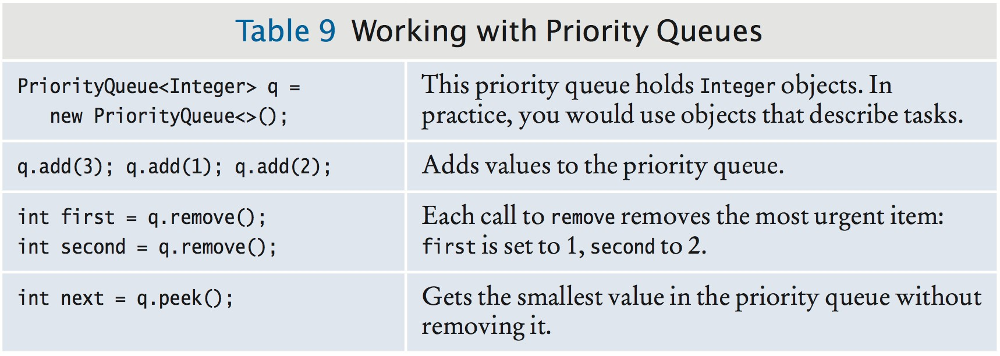 Table 9 Working with Priority Queues
PriorityQueue<Integer> q =
new PriorityQueue<>();
This priority queue holds Integer objects. In
practice, you would use objects that describe tasks.
q.add(3); q.add(1); q.add(2);
Adds values to the priority queue.
int first = q.remove();
int second = q.remove();
Each call to remove removes the most urgent item:
first is set to 1, second to 2.
int next = q.peek();
Gets the smallest value in the priority queue without
removing it.